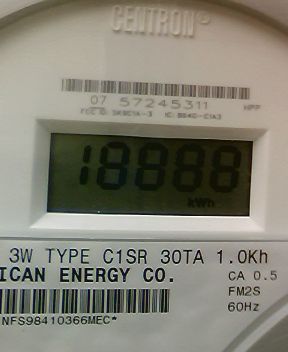 CENTRON®
07 57245311
HPP
18888
kWh
3W TYPE C1SR 30TA 1.0Kh
ICAN ENERGY CO.
CA 0.5
FM2S
60Hz
NFS98410366MEC*